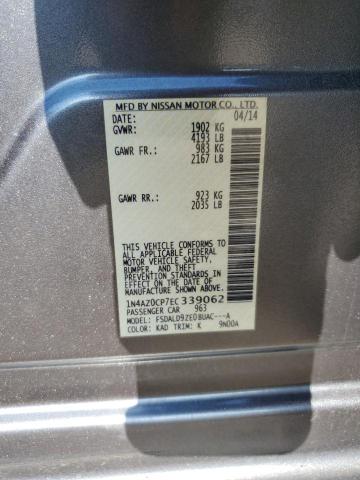 MFD BY NISSAN MOTOR CO., LTD.
DATE: 04/14
GVWR: 1902 KG
4193 LB
GAWR FR.: 983 KG
2167 LB
GAWR RR.: 923 KG
2035 LB
THIS VEHICLE CONFORMS TO
ALL APPLICABLE FEDERAL
MOTOR VEHICLE SAFETY,
BUMPER, AND THEFT
PREVENTION STANDARDS
IN EFFECT ON THE DATE OF
MANUFACTURE SHOWN ABOVE.
1N4AZ0CP7EC339062
PASSENGER CAR 963
MODEL: FSDALD9ZE0BUAC---A
COLOR: KAD TRIM: K 9N00A